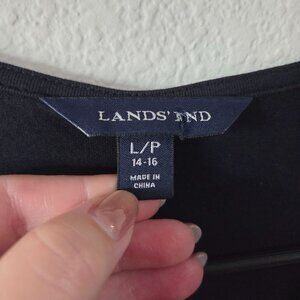 LANDS' END
L/P
14-16
MADE IN
CHINA